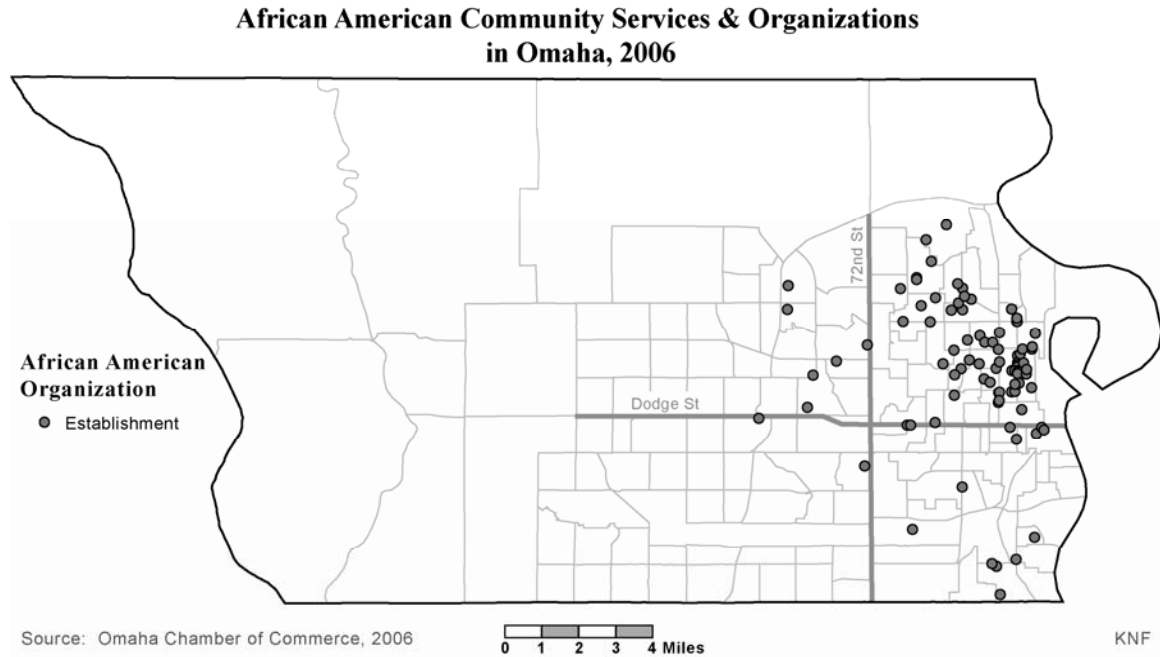 African American Community Services & Organizations
in Omaha, 2006
72nd St
African American
Organization
Establishment
Dodge St
Source: Omaha Chamber of Commerce, 2006
0 1 2 3 4 Miles
KNF